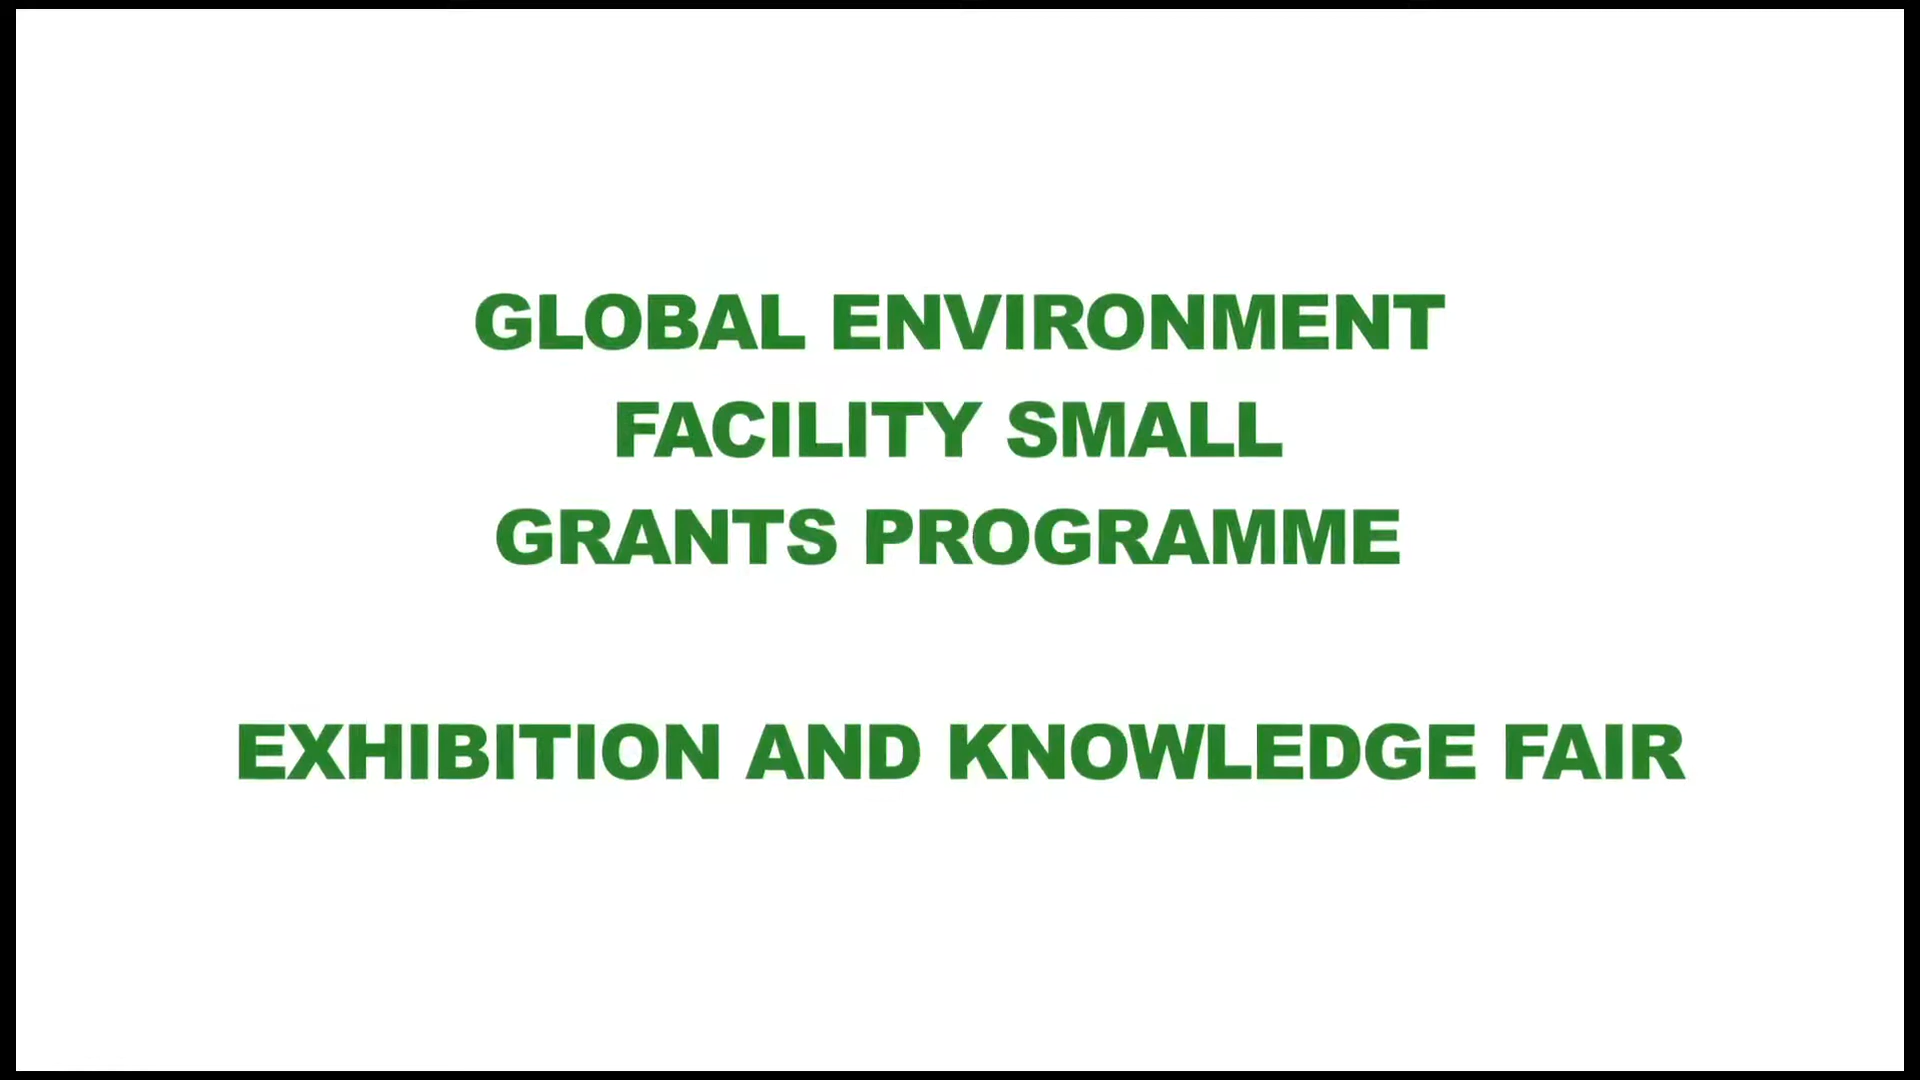 GLOBAL ENVIRONMENT
FACILITY SMALL
GRANTS PROGRAMME
EXHIBITION AND KNOWLEDGE FAIR